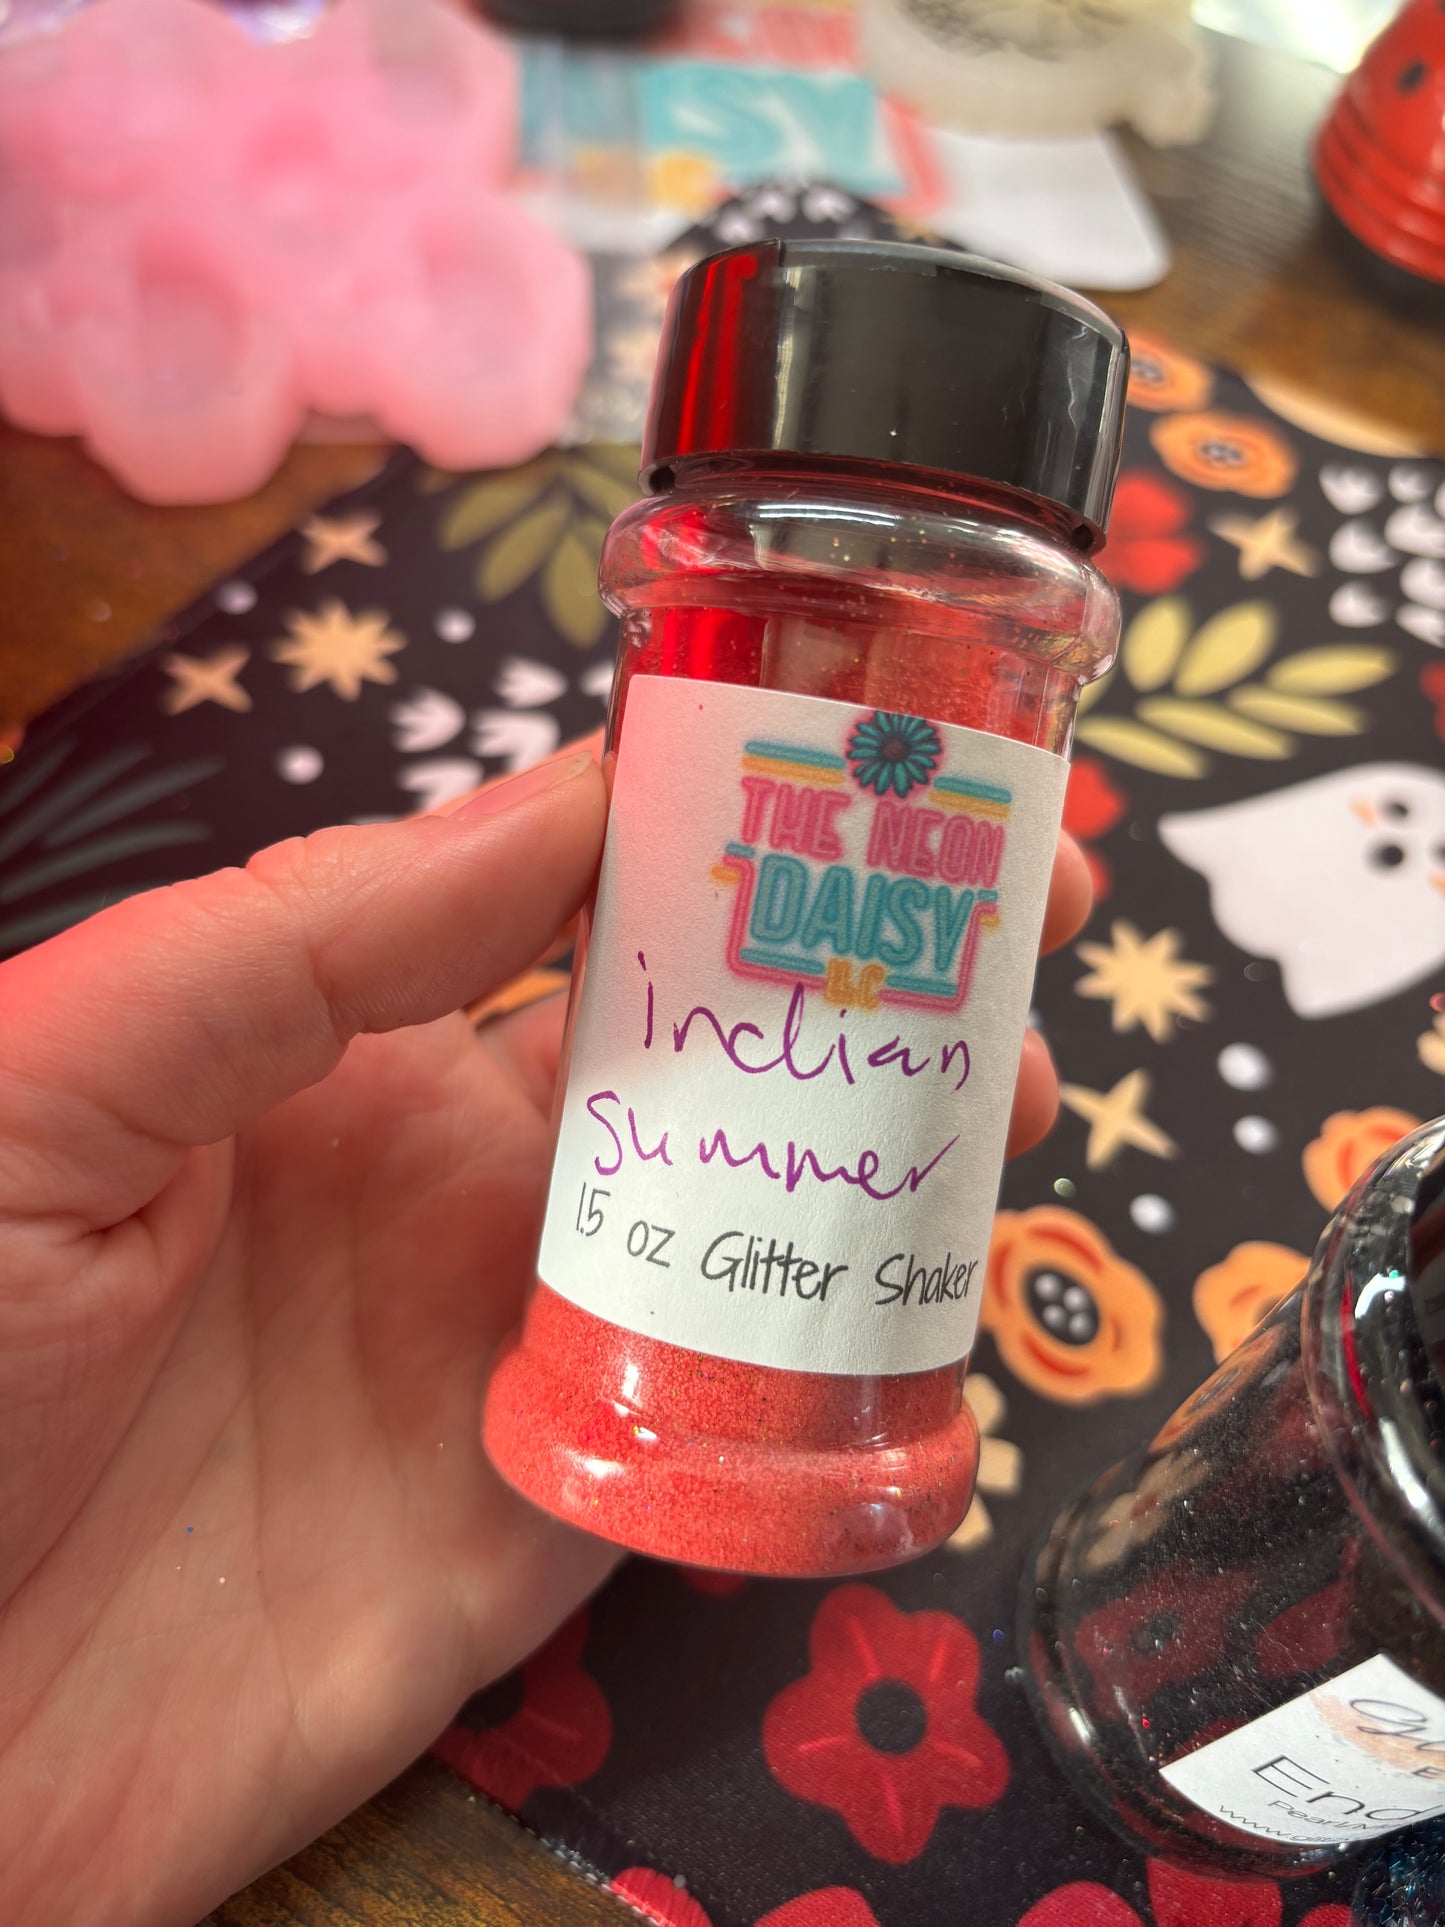 THE NEON
DAISY
LLC
indian
Summer
1.5 oz Glitter Shaker
End